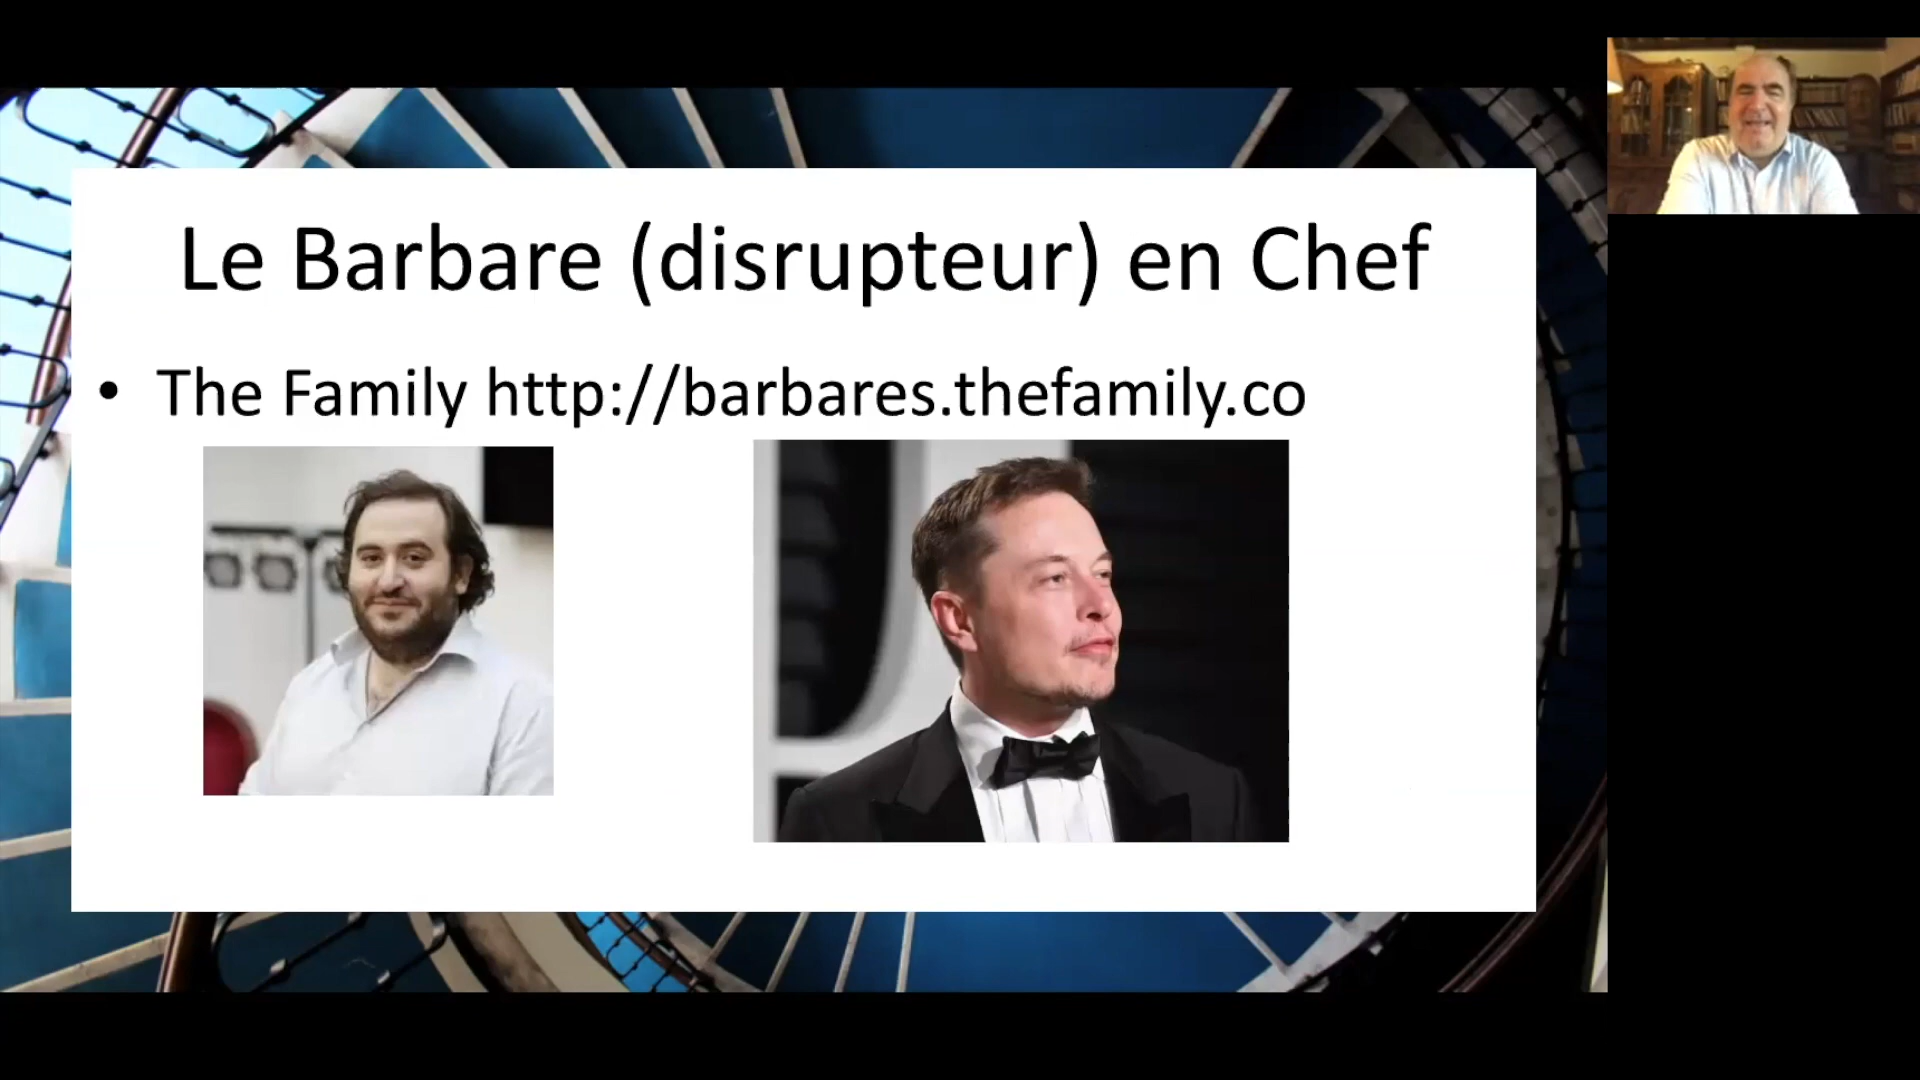 Le Barbare (disrupteur) en Chef
• The Family http://barbares.thefamily.co